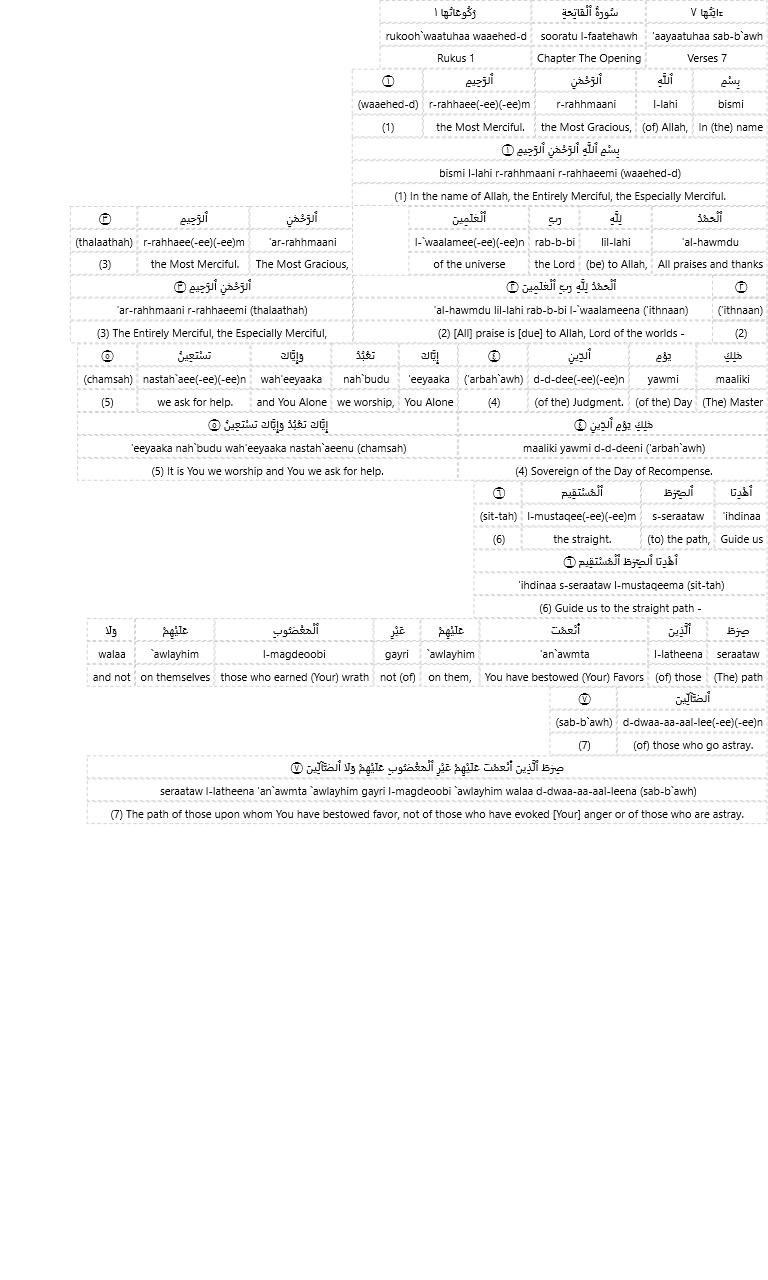 ءَايَٰتُهَا ٧ سُورَةُ ٱلْفَاتِحَةِ رُكُوعَاتُهَا ١
'aayaatuhaa sab-b`awh sooratu l-faatehawh rukooh`waatuhaa waaehed-d
Verses 7 Chapter The Opening Rukus 1
بِسْمِ ٱللَّهِ ٱلرَّحْمَٰنِ ٱلرَّحِيمِ ١
bismi l-lahi r-rahhmaani r-rahhaee(-ee)(-ee)m (waaehed-d)
In (the) name (of) Allah, the Most Gracious, the Most Merciful. (1)
بِسْمِ ٱللَّهِ ٱلرَّحْمَٰنِ ٱلرَّحِيمِ ١
bismi l-lahi r-rahhmaani r-rahhaeemi (waaehed-d)
(1) In the name of Allah, the Entirely Merciful, the Especially Merciful.
ٱلْحَمْدُ لِلَّهِ رَبِّ ٱلْعَٰلَمِينَ ٱلرَّحْمَٰنِ ٱلرَّحِيمِ ٣
'al-hawmdu lil-lahi rab-b-bi l-`waalamee(-ee)(-ee)n 'ar-rahhmaani r-rahhaee(-ee)(-ee)m (thalaathah)
All praises and thanks (be) to Allah, the Lord of the universe The Most Gracious, the Most Merciful. (3)
٢ ٱلْحَمْدُ لِلَّهِ رَبِّ ٱلْعَٰلَمِينَ ٢ ٱلرَّحْمَٰنِ ٱلرَّحِيمِ ٣
('ithnaan) 'al-hawmdu lil-lahi rab-b-bi l-`waalameena ('ithnaan) 'ar-rahhmaani r-rahhaeemi (thalaathah)
(2) (2) [All] praise is [due] to Allah, Lord of the worlds - (3) The Entirely Merciful, the Especially Merciful,
مَٰلِكِ يَوْمِ ٱلدِّينِ ٤ إِيَّاكَ نَعْبُدُ وَإِيَّاكَ نَسْتَعِينُ ٥
maaliki yawmi d-d-dee(-ee)(-ee)n ('arbah`awh) 'eeyaaka nah`budu wah'eeyaaka nastah`aee(-ee)(-ee)n (chamsah)
(The) Master (of the) Day (of the) Judgment. (4) You Alone we worship, and You Alone we ask for help. (5)
مَٰلِكِ يَوْمِ ٱلدِّينِ ٤ إِيَّاكَ نَعْبُدُ وَإِيَّاكَ نَسْتَعِينُ ٥
maaliki yawmi d-d-deeni ('arbah`awh) 'eeyaaka nah`budu wah'eeyaaka nastah`aeenu (chamsah)
(4) Sovereign of the Day of Recompense. (5) It is You we worship and You we ask for help.
ٱهْدِنَا ٱلصِّرَٰطَ ٱلْمُسْتَقِيمَ ٦
'ihdinaa s-seraataw l-mustaqee(-ee)(-ee)m (sit-tah)
Guide us (to) the path, the straight. (6)
ٱهْدِنَا ٱلصِّرَٰطَ ٱلْمُسْتَقِيمَ ٦
'ihdinaa s-seraataw l-mustaqeema (sit-tah)
(6) Guide us to the straight path -
صِرَٰطَ ٱلَّذِينَ أَنْعَمْتَ عَلَيْهِمْ غَيْرِ ٱلْمَغْضُوبِ عَلَيْهِمْ وَلَا
seraataw l-latheena 'an`awmta `awlayhim gayri l-magdeoobi `awlayhim walaa
(The) path (of) those You have bestowed (Your) Favors on them, not (of) those who earned (Your) wrath on themselves and not
ٱلضَّآلِّينَ ٧
d-dwaa-aa-aal-lee(-ee)(-ee)n (sab-b`awh)
(of) those who go astray. (7)
صِرَٰطَ ٱلَّذِينَ أَنْعَمْتَ عَلَيْهِمْ غَيْرِ ٱلْمَغْضُوبِ عَلَيْهِمْ وَلَا ٱلضَّآلِّينَ ٧
seraataw l-latheena 'an`awmta `awlayhim gayri l-magdeoobi `awlayhim walaa d-dwaa-aa-aal-leena (sab-b`awh)
(7) The path of those upon whom You have bestowed favor, not of those who have evoked [Your] anger or of those who are astray.